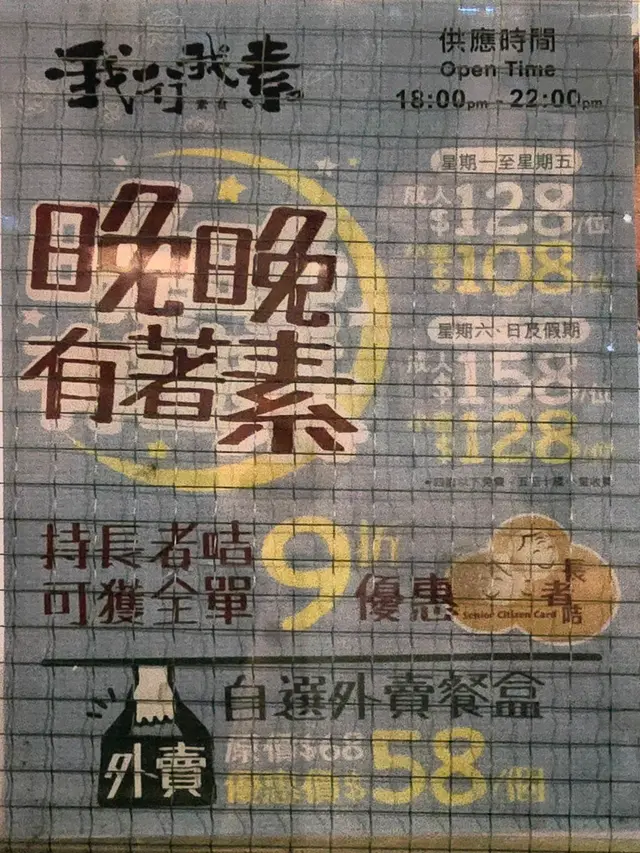 我行我素
素食
供應時間
Open Time
18:00pm - 22:00pm
晚晚
有著素
星期一至星期五
成人
$128/位
$108/位
星期六、日及假期
成人
$158/位
$128/位
持長者咭
可獲全單
9折
優惠
長者咭
Senior Citizen Card
外賣
自選外賣餐盒
原價$68
優惠價$58/個